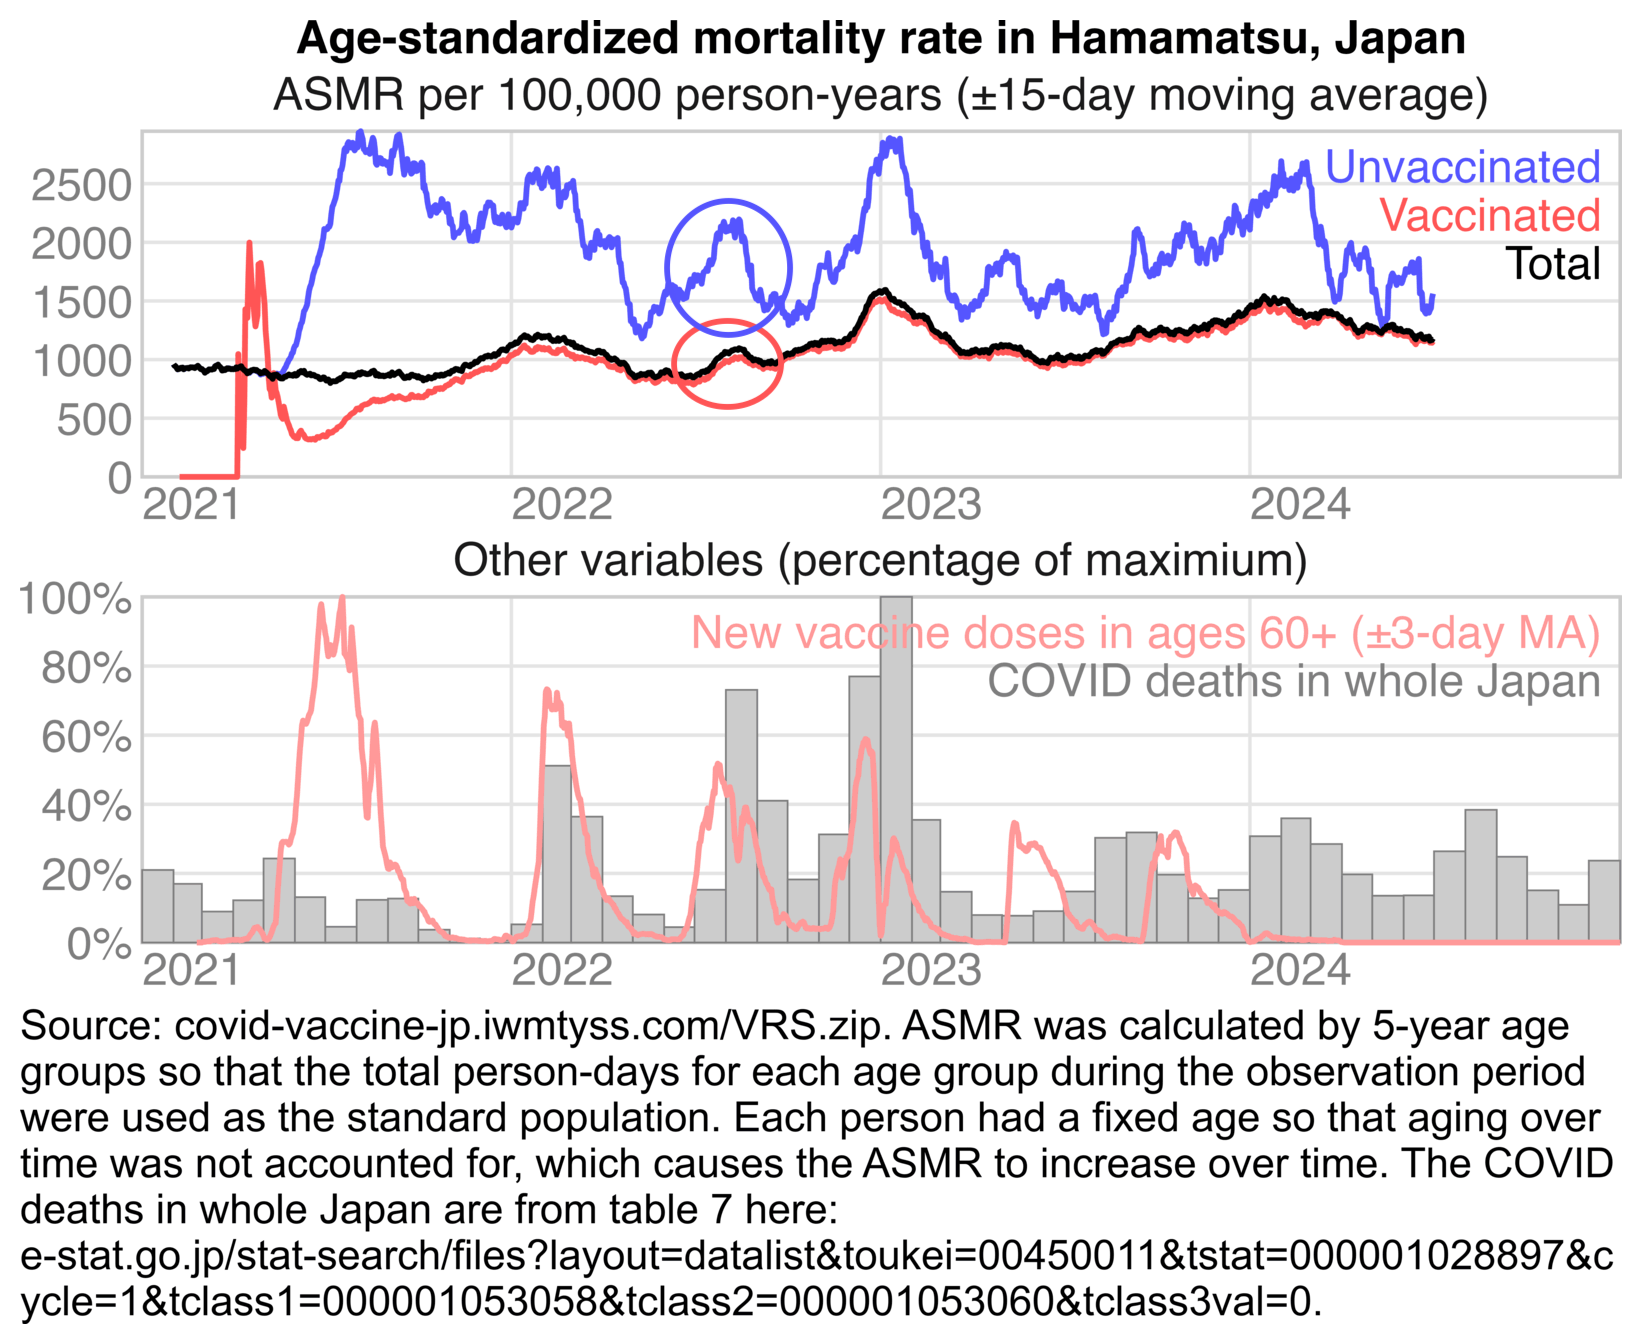 Age-standardized mortality rate in Hamamatsu, Japan
ASMR per 100,000 person-years (±15-day moving average)
2500
2000
1500
1000
500
0
Unvaccinated
Vaccinated
Total
2021
2022
2023
2024
Other variables (percentage of maximium)
100%
80%
60%
40%
20%
0%
New vaccine doses in ages 60+ (±3-day MA)
COVID deaths in whole Japan
2021
2022
2023
2024
Source: covid-vaccine-jp.iwmtyss.com/VRS.zip. ASMR was calculated by 5-year age
groups so that the total person-days for each age group during the observation period
were used as the standard population. Each person had a fixed age so that aging over
time was not accounted for, which causes the ASMR to increase over time. The COVID
deaths in whole Japan are from table 7 here:
e-stat.go.jp/stat-search/files?layout=datalist&toukei=00450011&tstat=000001028897&c
ycle=1&tclass1=000001053058&tclass2=000001053060&tclass3val=0.